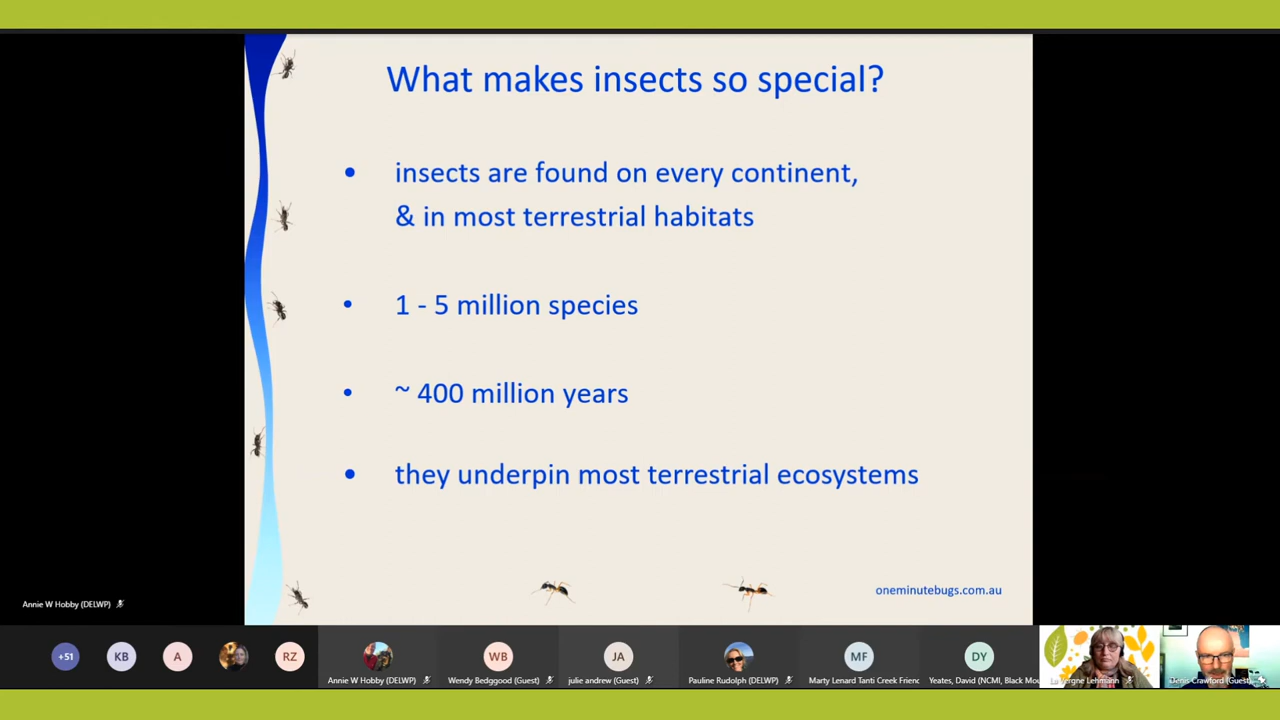 What makes insects so special?
• insects are found on every continent,
& in most terrestrial habitats
• 1 - 5 million species
• ~ 400 million years
• they underpin most terrestrial ecosystems
oneminutebugs.com.au
Annie W Hobby (DELWP)
+51
KB
A
RZ
Annie W Hobby (DELWP)
WB
Wendy Bedggood (Guest)
JA
julie andrew (Guest)
Pauline Rudolph (DELWP)
MF
Marty Lenard Tanti Creek Frienc
DY
Yeates, David (NCMI, Black Mou
La Vergne Lehmann
Denis Crawford (Guest)